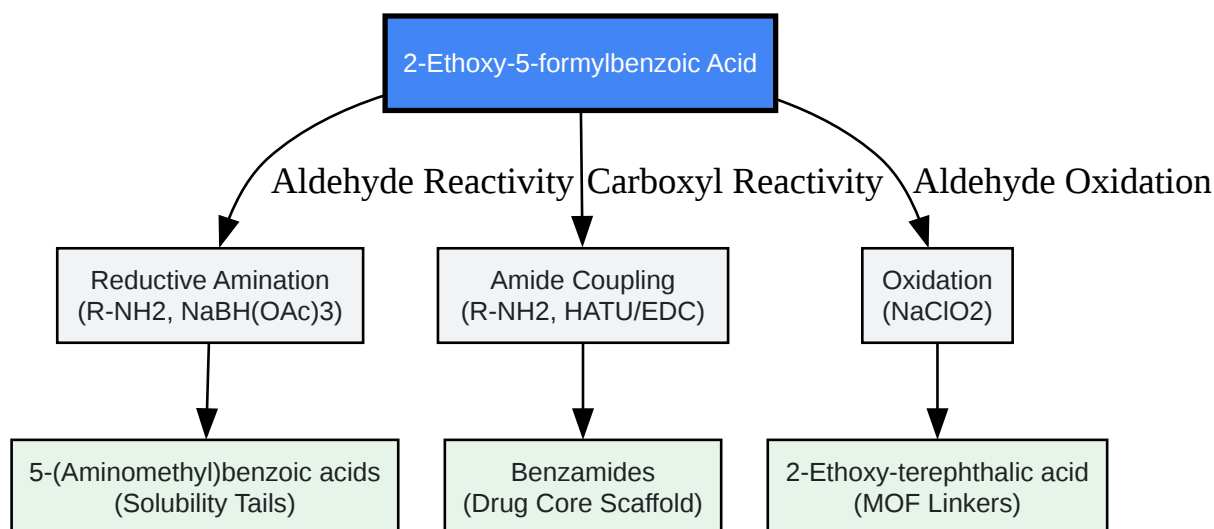 2-Ethoxy-5-formylbenzoic Acid
Aldehyde Reactivity
Carboxyl Reactivity
Aldehyde Oxidation
Reductive Amination
(R-NH2, NaBH(OAc)3)
Amide Coupling
(R-NH2, HATU/EDC)
Oxidation
(NaClO2)
5-(Aminomethyl)benzoic acids
(Solubility Tails)
Benzamides
(Drug Core Scaffold)
2-Ethoxy-terephthalic acid
(MOF Linkers)